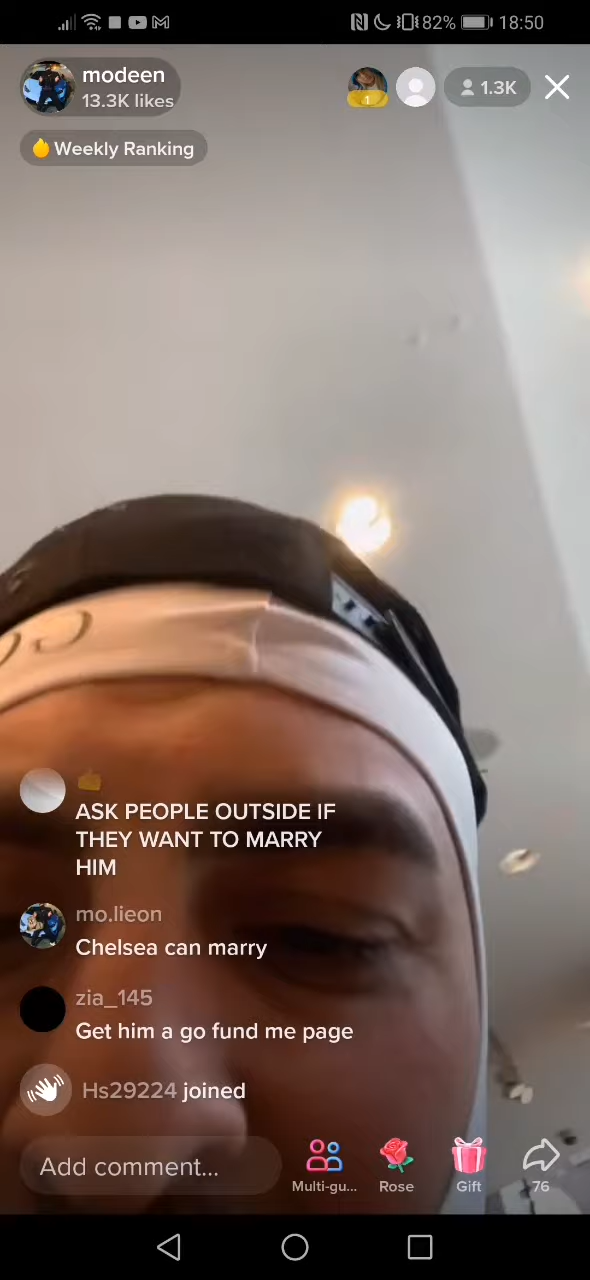 82% 18:50
modeen
13.3K likes
1
1.3K
Weekly Ranking
ASK PEOPLE OUTSIDE IF
THEY WANT TO MARRY
HIM
mo.lieon
Chelsea can marry
zia_145
Get him a go fund me page
Hs29224 joined
Add comment...
Multi-gu...
Rose
Gift
76